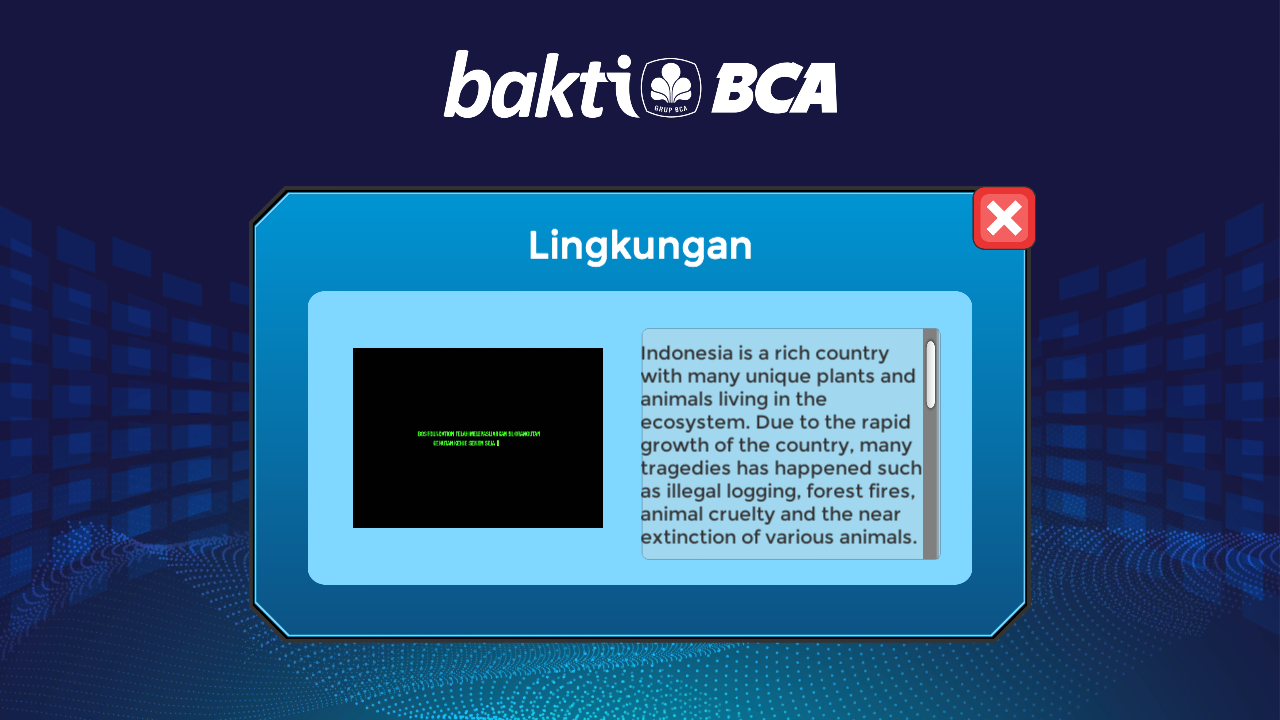 bakti GRUP BCA BCA
Lingkungan
Indonesia is a rich country
with many unique plants and
animals living in the
ecosystem. Due to the rapid
growth of the country, many
tragedies has happened such
as illegal logging, forest fires,
animal cruelty and the near
extinction of various animals.